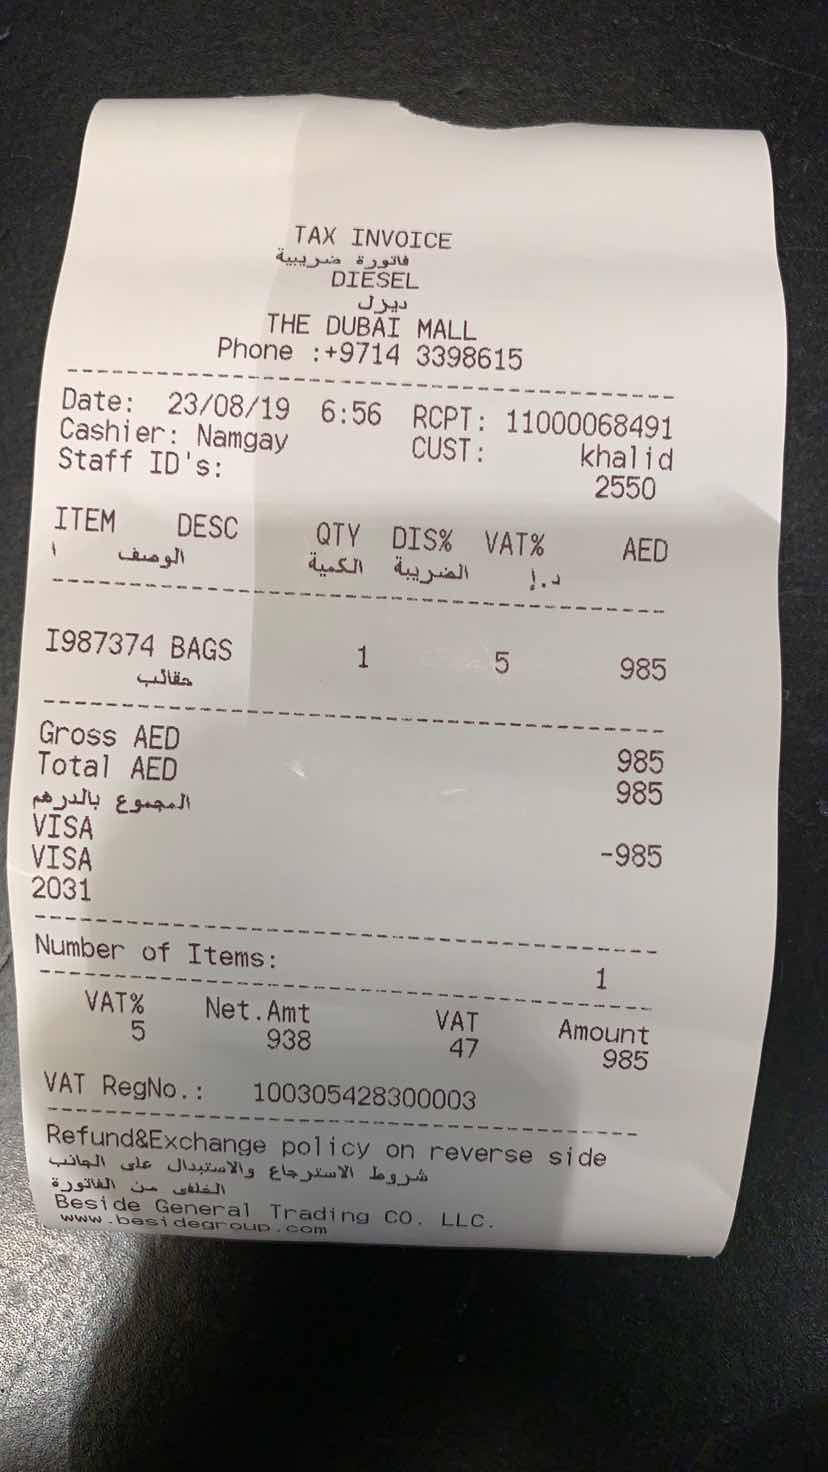 TAX INVOICE
فاتورة ضريبية
DIESEL
ديزل
THE DUBAI MALL
Phone :+9714 3398615
Date: 23/08/19 6:56 RCPT: 11000068491
Cashier: Namgay CUST: khalid
Staff ID's: 2550
ITEM DESC QTY DIS% VAT% AED
ا الوصف الكمية الضريبة د.إ
I987374 BAGS 1 5 985
حقائب
Gross AED 985
Total AED 985
المجموع بالدرهم
VISA
VISA -985
2031
Number of Items: 1
VAT% Net.Amt VAT Amount
5 938 47 985
VAT RegNo.: 100305428300003
Refund&Exchange policy on reverse side
شروط الاسترجاع والاستبدال على الجانب
الخلفى من الفاتورة
Beside General Trading CO. LLC.
www.besidegroup.com